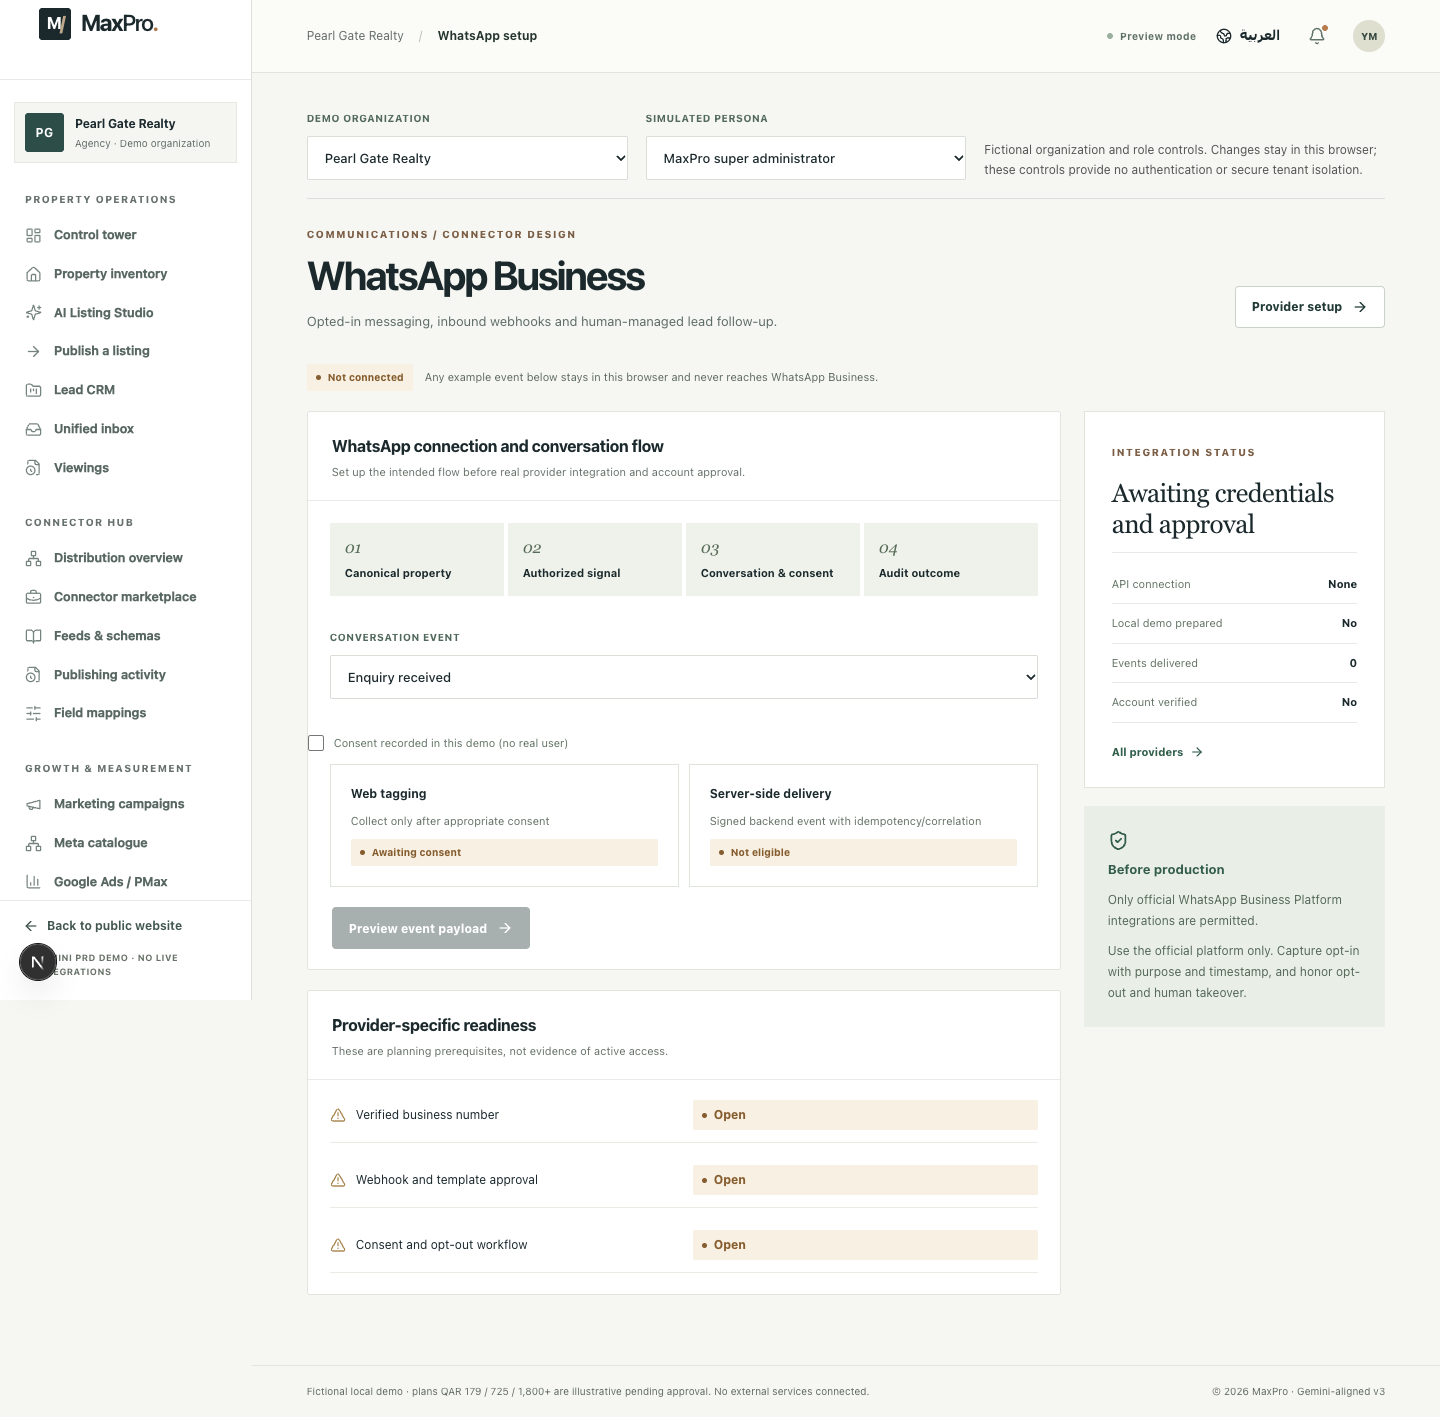 M/ MaxPro.
PG
Pearl Gate Realty
Agency · Demo organization
PROPERTY OPERATIONS
Control tower
Property inventory
AI Listing Studio
Publish a listing
Lead CRM
Unified inbox
Viewings
CONNECTOR HUB
Distribution overview
Connector marketplace
Feeds & schemas
Publishing activity
Field mappings
GROWTH & MEASUREMENT
Marketing campaigns
Meta catalogue
Google Ads / PMax
Back to public website
N
INI PRD DEMO · NO LIVE
EGRATIONS
Pearl Gate Realty / WhatsApp setup
Preview mode
العربية
YM
DEMO ORGANIZATION
Pearl Gate Realty
SIMULATED PERSONA
MaxPro super administrator
Fictional organization and role controls. Changes stay in this browser;
these controls provide no authentication or secure tenant isolation.
COMMUNICATIONS / CONNECTOR DESIGN
WhatsApp Business
Opted-in messaging, inbound webhooks and human-managed lead follow-up.
Provider setup
Not connected
Any example event below stays in this browser and never reaches WhatsApp Business.
WhatsApp connection and conversation flow
Set up the intended flow before real provider integration and account approval.
01
Canonical property
02
Authorized signal
03
Conversation & consent
04
Audit outcome
CONVERSATION EVENT
Enquiry received
Consent recorded in this demo (no real user)
Web tagging
Collect only after appropriate consent
Awaiting consent
Server-side delivery
Signed backend event with idempotency/correlation
Not eligible
Preview event payload
Provider-specific readiness
These are planning prerequisites, not evidence of active access.
Verified business number
Open
Webhook and template approval
Open
Consent and opt-out workflow
Open
INTEGRATION STATUS
Awaiting credentials
and approval
API connection None
Local demo prepared No
Events delivered 0
Account verified No
All providers
Before production
Only official WhatsApp Business Platform
integrations are permitted.
Use the official platform only. Capture opt-in
with purpose and timestamp, and honor opt-
out and human takeover.
Fictional local demo · plans QAR 179 / 725 / 1,800+ are illustrative pending approval. No external services connected.
© 2026 MaxPro · Gemini-aligned v3